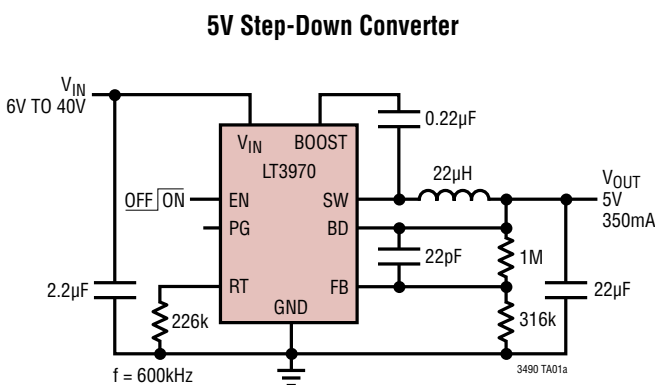 5V Step-Down Converter
VIN
6V TO 40V
0.22µF
VIN
BOOST
LT3970
22µH
VOUT
5V
350mA
OFF ON
EN
SW
PG
BD
22pF
1M
2.2µF
RT
FB
22µF
226k
GND
316k
f = 600kHz
3490 TA01a